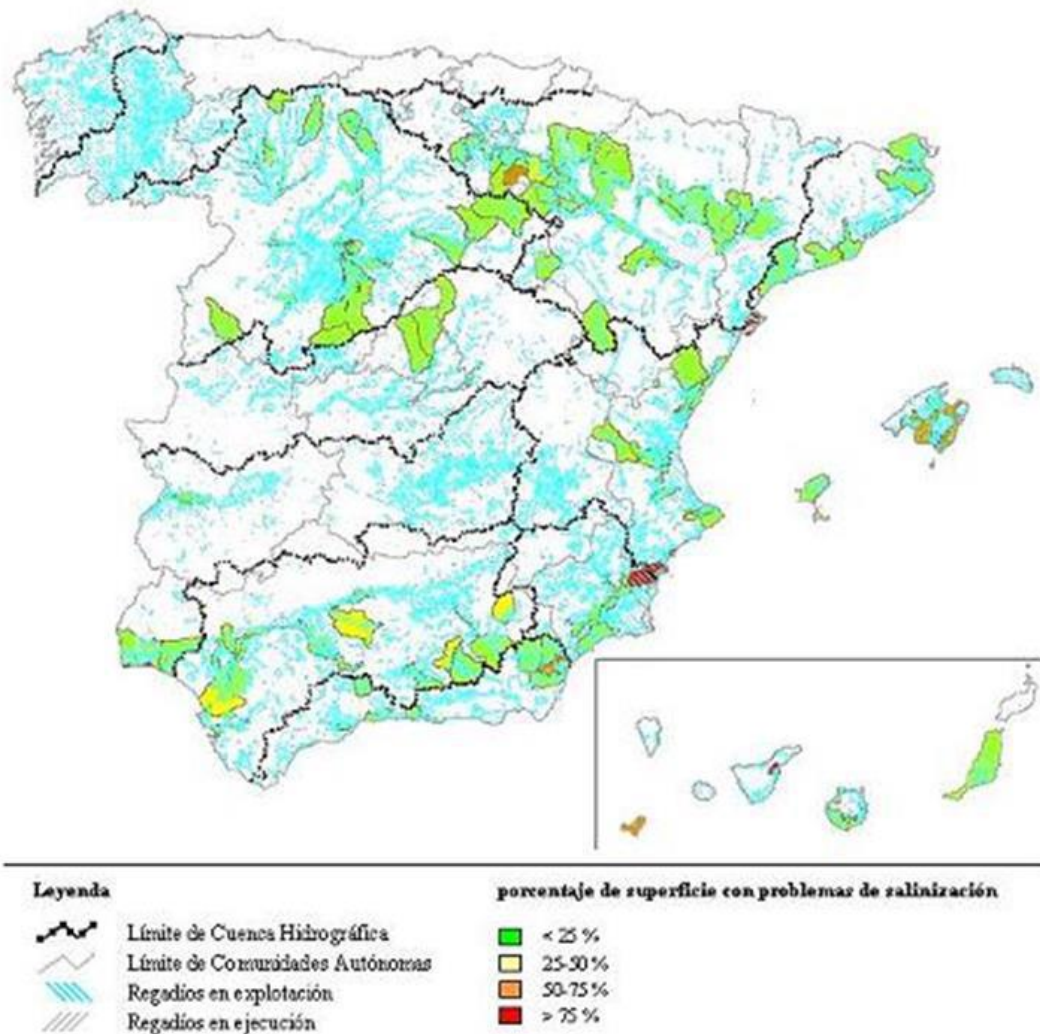 Leyenda
Límite de Cuenca Hidrográfica
Límite de Comunidades Autónomas
Regadíos en explotación
Regadíos en ejecución
porcentaje de superficie con problemas de salinización
< 25 %
25-50 %
50-75 %
> 75 %